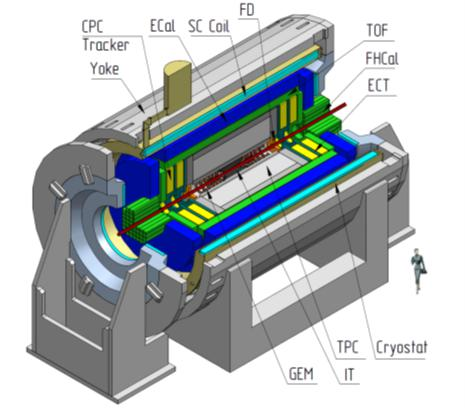 FD
CPC
Tracker
ECal
SC Coil
TOF
Yoke
FHCal
ECT
TPC
Cryostat
GEM
IT